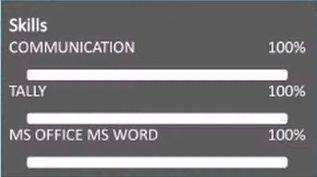 Skills
COMMUNICATION 100%
TALLY 100%
MS OFFICE MS WORD 100%